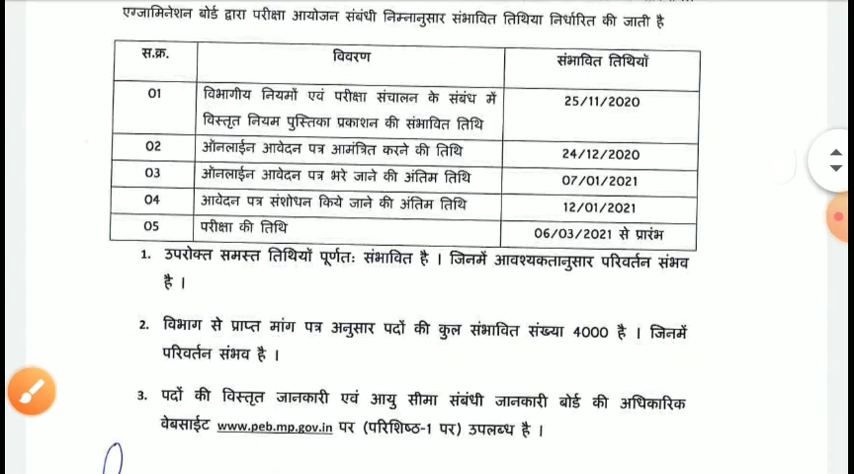 एग्जामिनेशन बोर्ड द्वारा परीक्षा आयोजन संबंधी निम्नानुसार संभावित तिथिया निर्धारित की जाती है
स.क्र. विवरण संभावित तिथियॉ
01 विभागीय नियमों एवं परीक्षा संचालन के संबंध में
विस्तृत नियम पुस्तिका प्रकाशन की संभावित तिथि 25/11/2020
02 ऑनलाईन आवेदन पत्र आमंत्रित करने की तिथि 24/12/2020
03 ऑनलाईन आवेदन पत्र भरे जाने की अंतिम तिथि 07/01/2021
04 आवेदन पत्र संशोधन किये जाने की अंतिम तिथि 12/01/2021
05 परीक्षा की तिथि 06/03/2021 से प्रारंभ
1. उपरोक्त समस्त तिथियॉ पूर्णतः संभावित है । जिनमें आवश्यकतानुसार परिवर्तन संभव
है ।
2. विभाग से प्राप्त मांग पत्र अनुसार पदों की कुल संभावित संख्या 4000 है । जिनमें
परिवर्तन संभव है ।
3. पदों की विस्तृत जानकारी एवं आयु सीमा संबंधी जानकारी बोर्ड की अधिकारिक
वेबसाईट www.peb.mp.gov.in पर (परिशिष्ठ-1 पर) उपलब्ध है ।